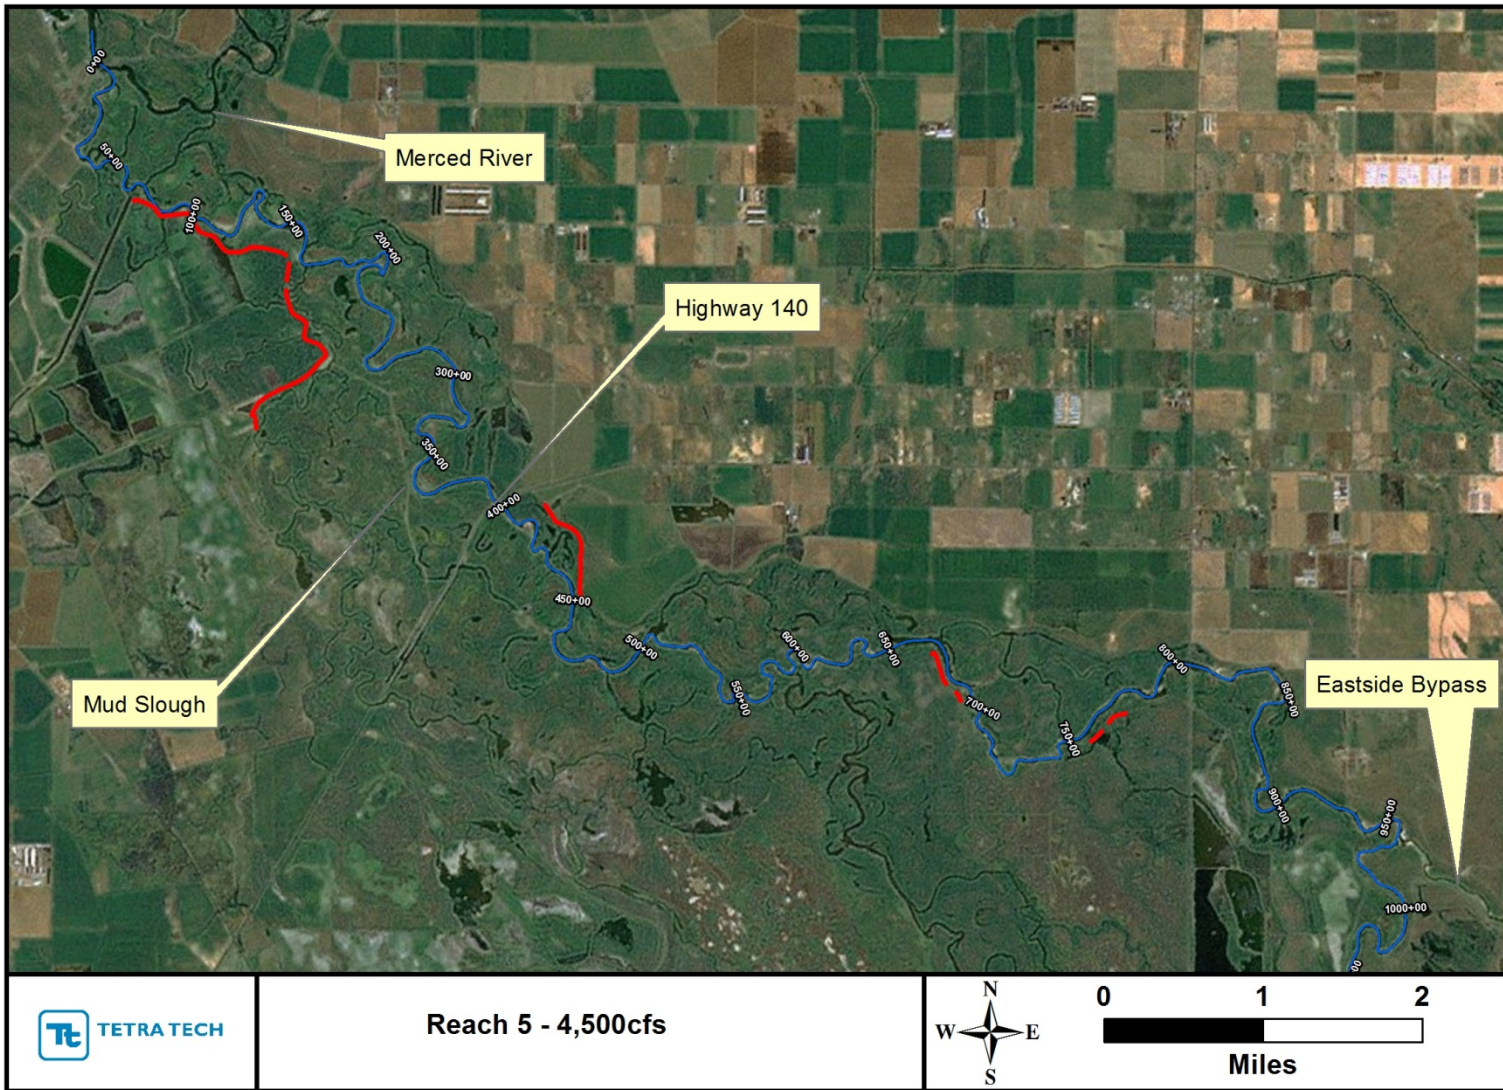 0+00
Merced River
50+00
100+00
150+00
200+00
Highway 140
300+00
350+00
400+00
Mud Slough
450+00
500+00
550+00
600+00
650+00
700+00
750+00
800+00
850+00
Eastside Bypass
900+00
950+00
1000+00
00
Tt TETRA TECH
Reach 5 - 4,500cfs
N
W E
S
0 1 2
Miles